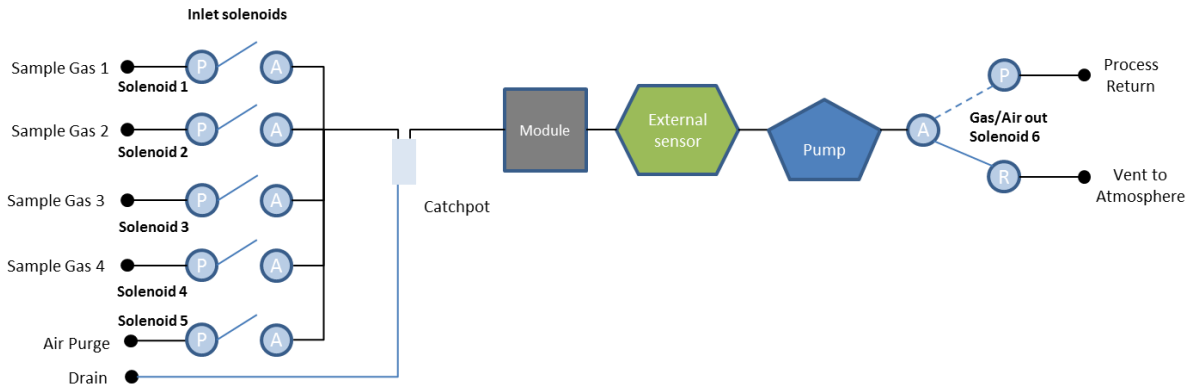 Inlet solenoids
Sample Gas 1
P
A
Solenoid 1
Sample Gas 2
P
A
Solenoid 2
Sample Gas 3
P
A
Solenoid 3
Sample Gas 4
P
A
Solenoid 4
Solenoid 5
Air Purge
P
A
Drain
Catchpot
Module
External
sensor
Pump
A
P
Process
Return
Gas/Air out
Solenoid 6
R
Vent to
Atmosphere